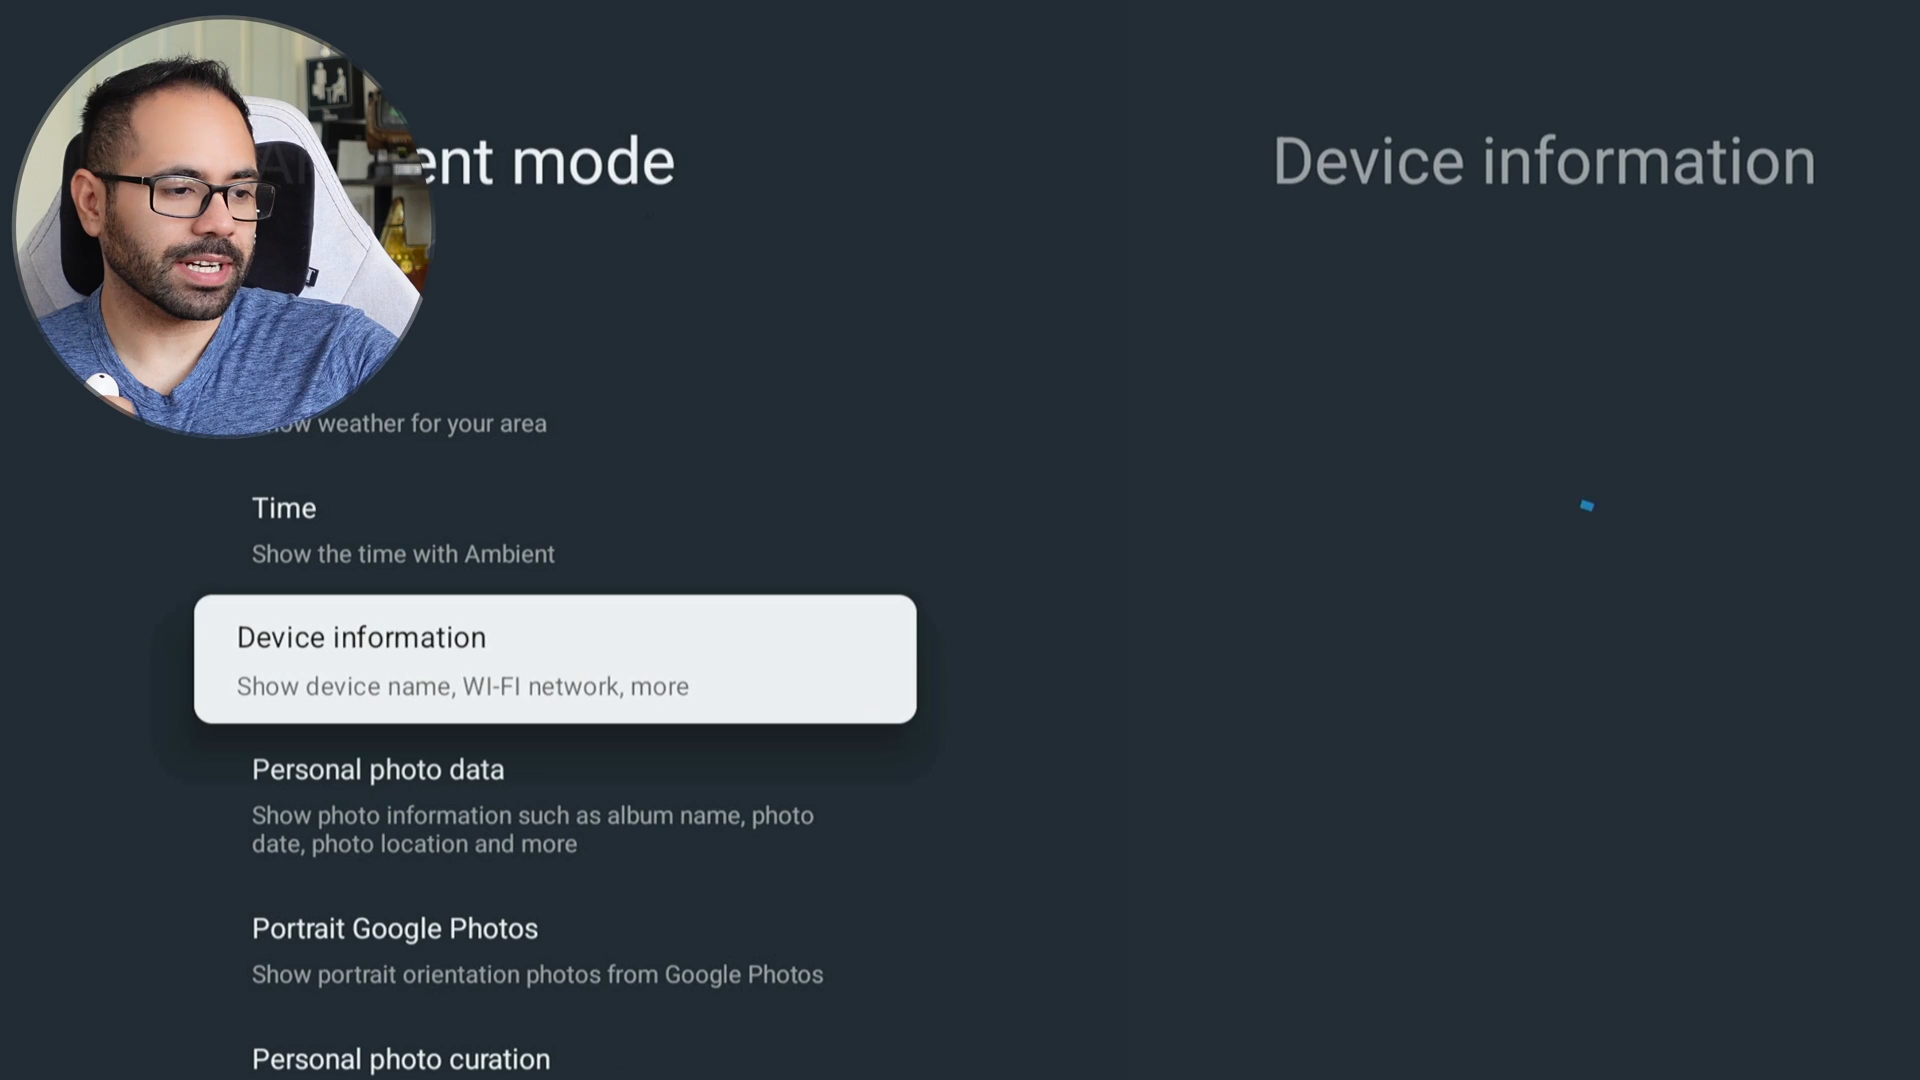 ent mode
Device information
weather for your area
Time
Show the time with Ambient
Device information
Show device name, WI-FI network, more
Personal photo data
Show photo information such as album name, photo
date, photo location and more
Portrait Google Photos
Show portrait orientation photos from Google Photos
Personal photo curation